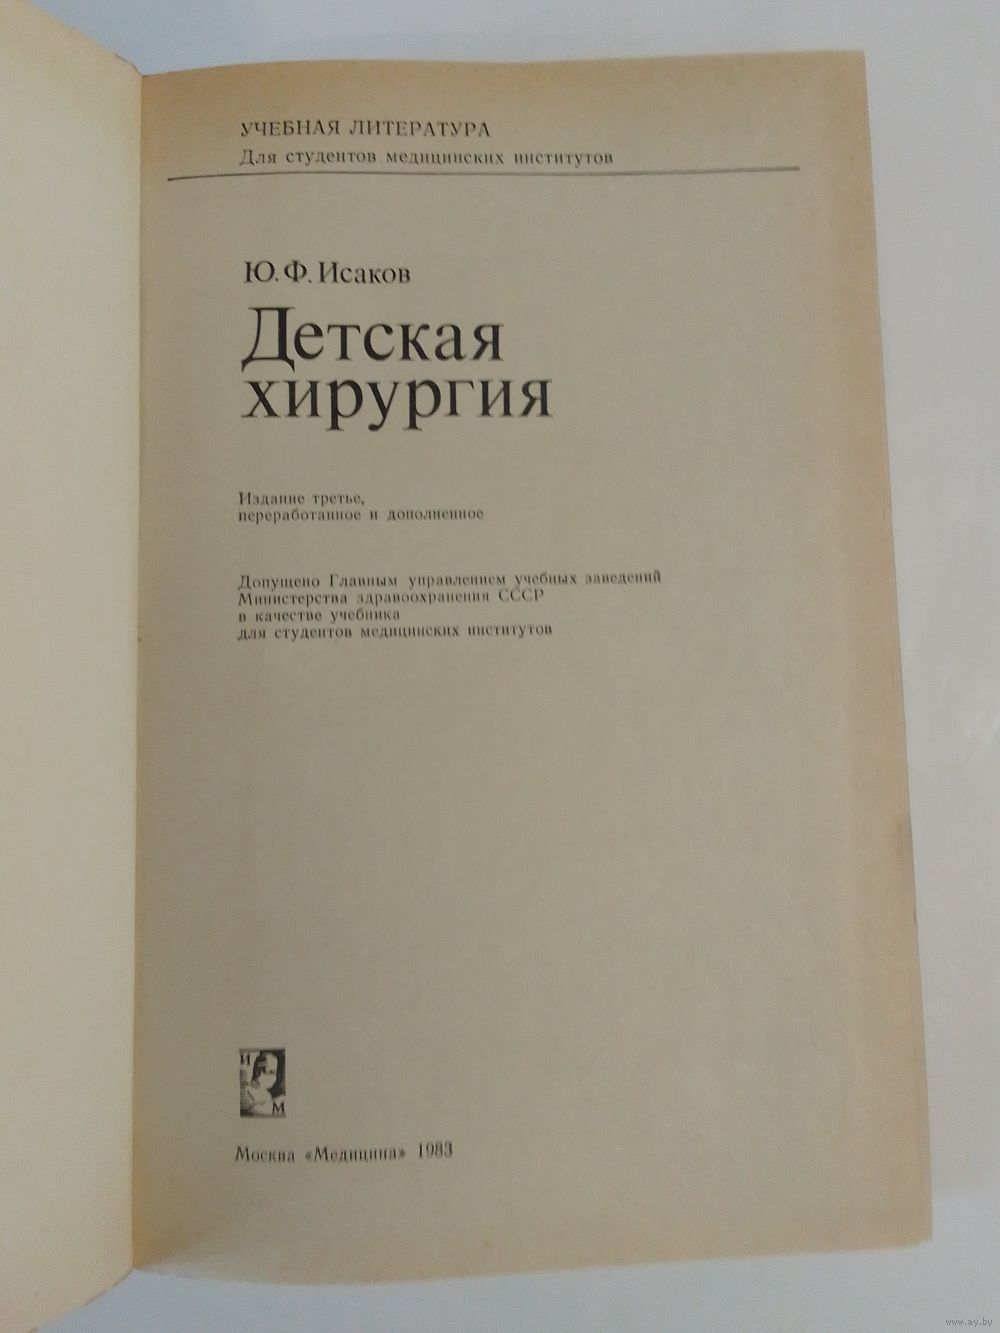 УЧЕБНАЯ ЛИТЕРАТУРА
Для студентов медицинских институтов
Ю. Ф. Исаков
Детская
хирургия
Издание третье,
переработанное и дополненное
Допущено Главным управлением учебных заведений
Министерства здравоохранения СССР
в качестве учебника
для студентов медицинских институтов
И
М
Москва «Медицина» 1983
www.ay.by